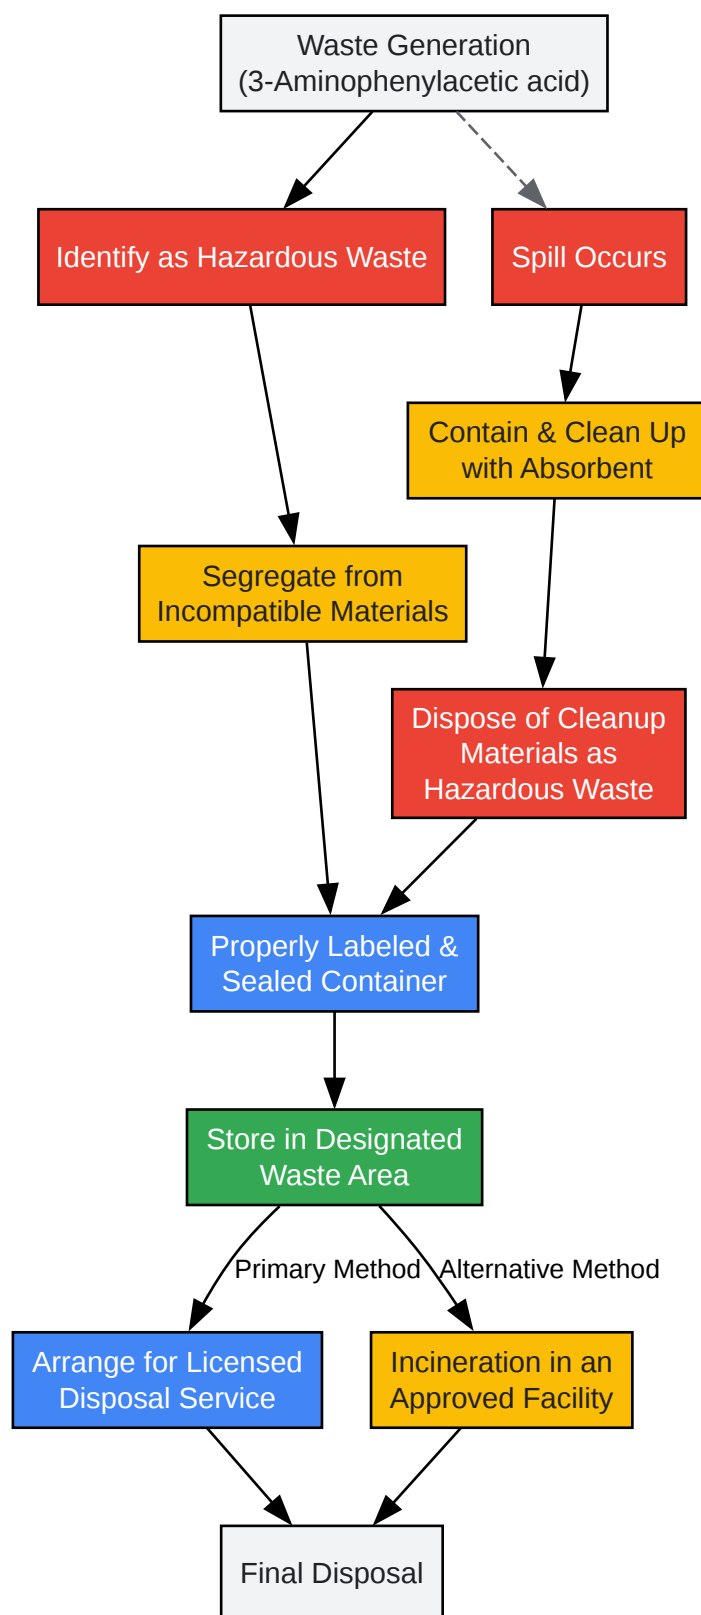 Waste Generation
(3-Aminophenylacetic acid)
Identify as Hazardous Waste
Spill Occurs
Contain & Clean Up
with Absorbent
Segregate from
Incompatible Materials
Dispose of Cleanup
Materials as
Hazardous Waste
Properly Labeled &
Sealed Container
Store in Designated
Waste Area
Primary Method
Alternative Method
Arrange for Licensed
Disposal Service
Incineration in an
Approved Facility
Final Disposal